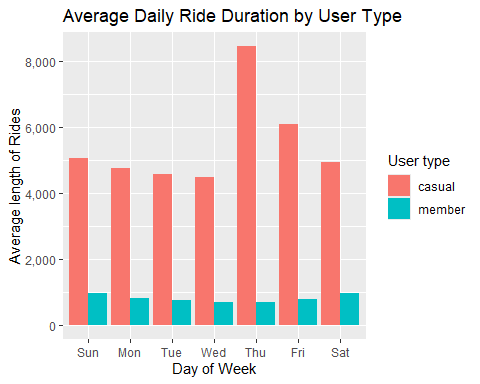 Average Daily Ride Duration by User Type
Average length of Rides
8,000
6,000
4,000
2,000
0
Sun Mon Tue Wed Thu Fri Sat
Day of Week
User type
casual
member